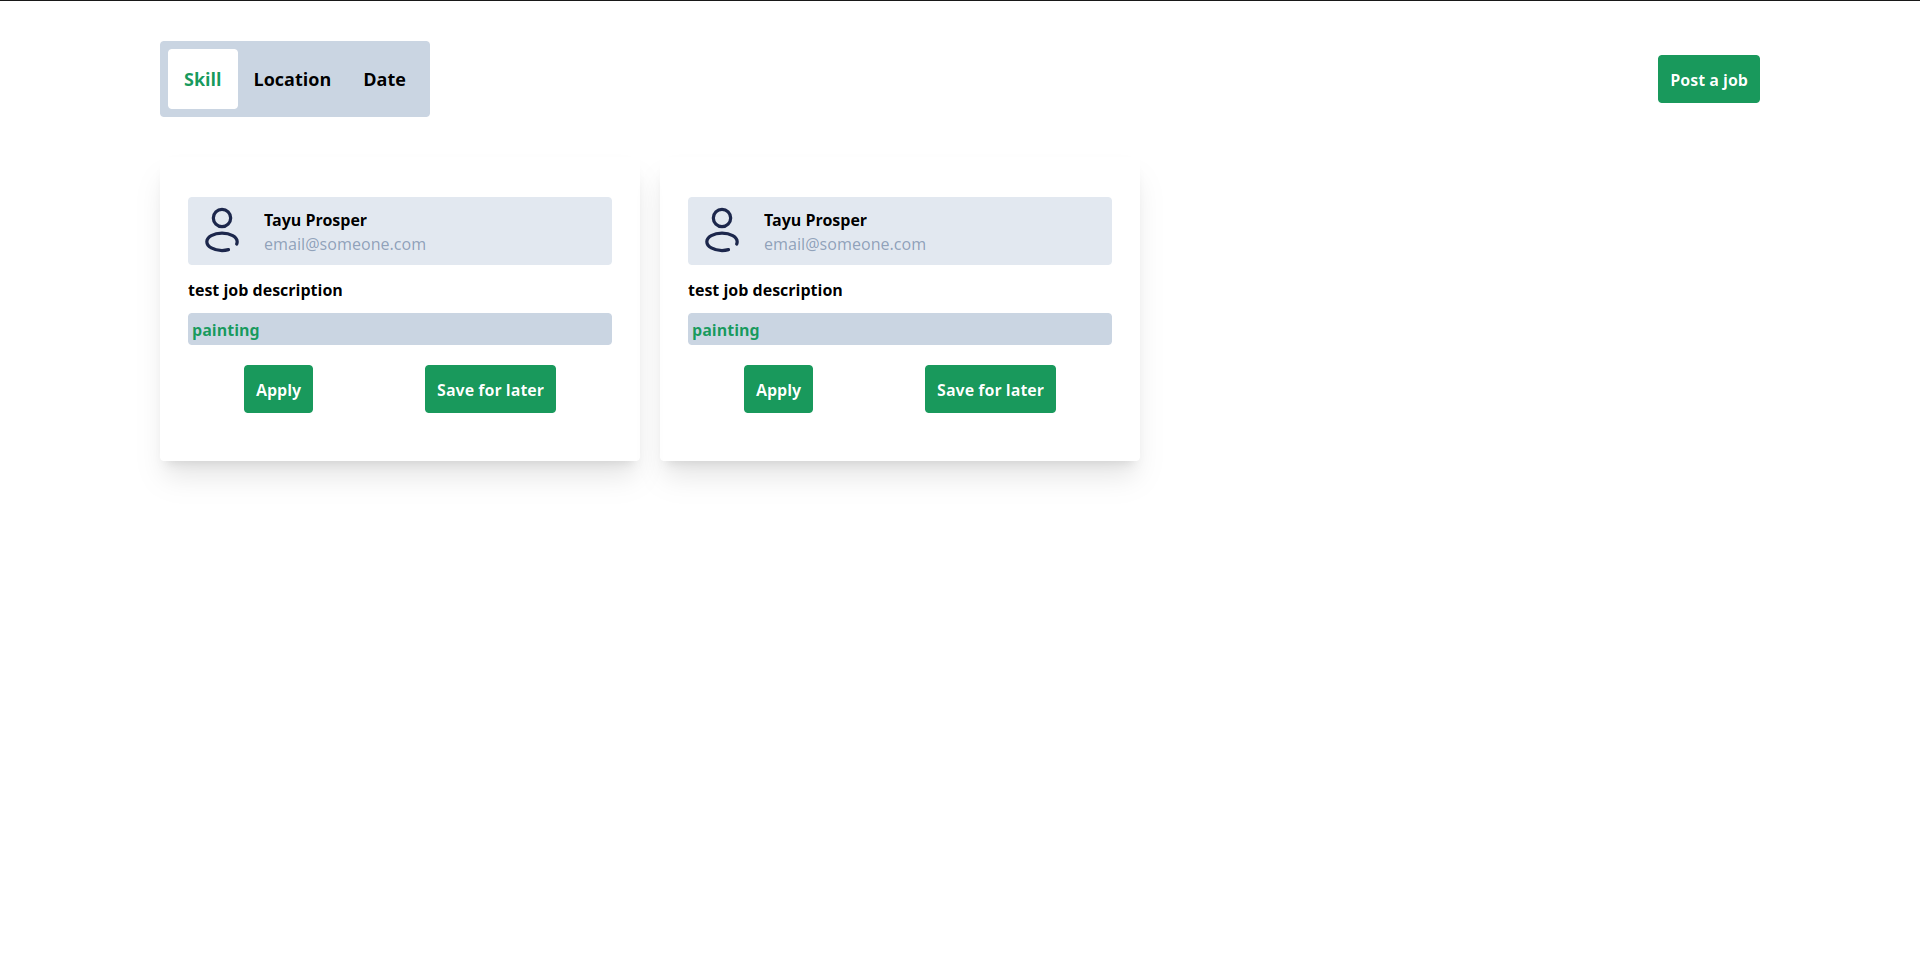 Skill Location Date
Post a job
Tayu Prosper
email@someone.com
test job description
painting
Apply Save for later
Tayu Prosper
email@someone.com
test job description
painting
Apply Save for later